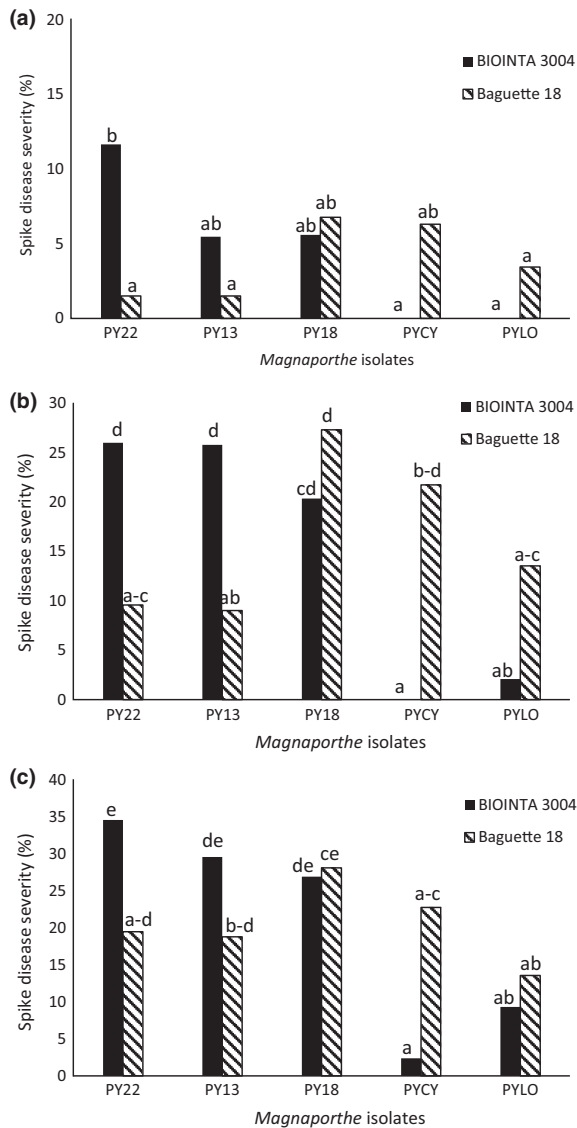 (a)
20
15
10
5
0
Spike disease severity (%)
BIOINTA 3004
Baguette 18
b
a
ab
a
ab
ab
a
ab
a
a
PY22 PY13 PY18 PYCY PYLO
Magnaporthe isolates
(b)
30
25
20
15
10
5
0
Spike disease severity (%)
BIOINTA 3004
Baguette 18
d
a-c
d
ab
cd
d
a
b-d
ab
a-c
PY22 PY13 PY18 PYCY PYLO
Magnaporthe isolates
(c)
40
35
30
25
20
15
10
5
0
Spike disease severity (%)
BIOINTA 3004
Baguette 18
e
a-d
de
b-d
de
ce
a
a-c
ab
ab
PY22 PY13 PY18 PYCY PYLO
Magnaporthe isolates